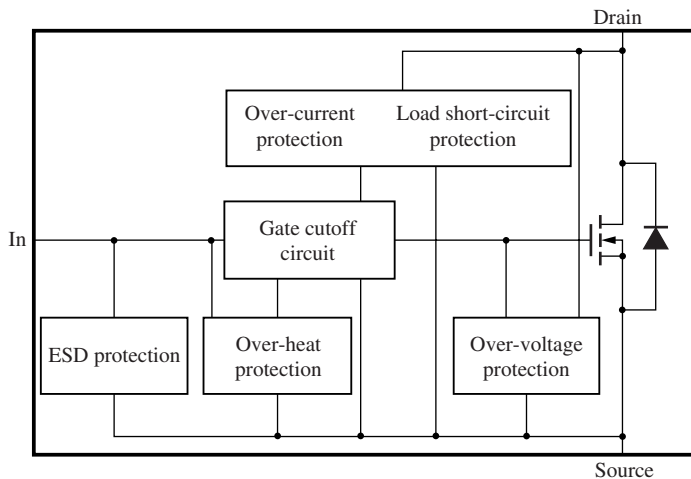 Drain
Over-current
protection
Load short-circuit
protection
In
Gate cutoff
circuit
ESD protection
Over-heat
protection
Over-voltage
protection
Source